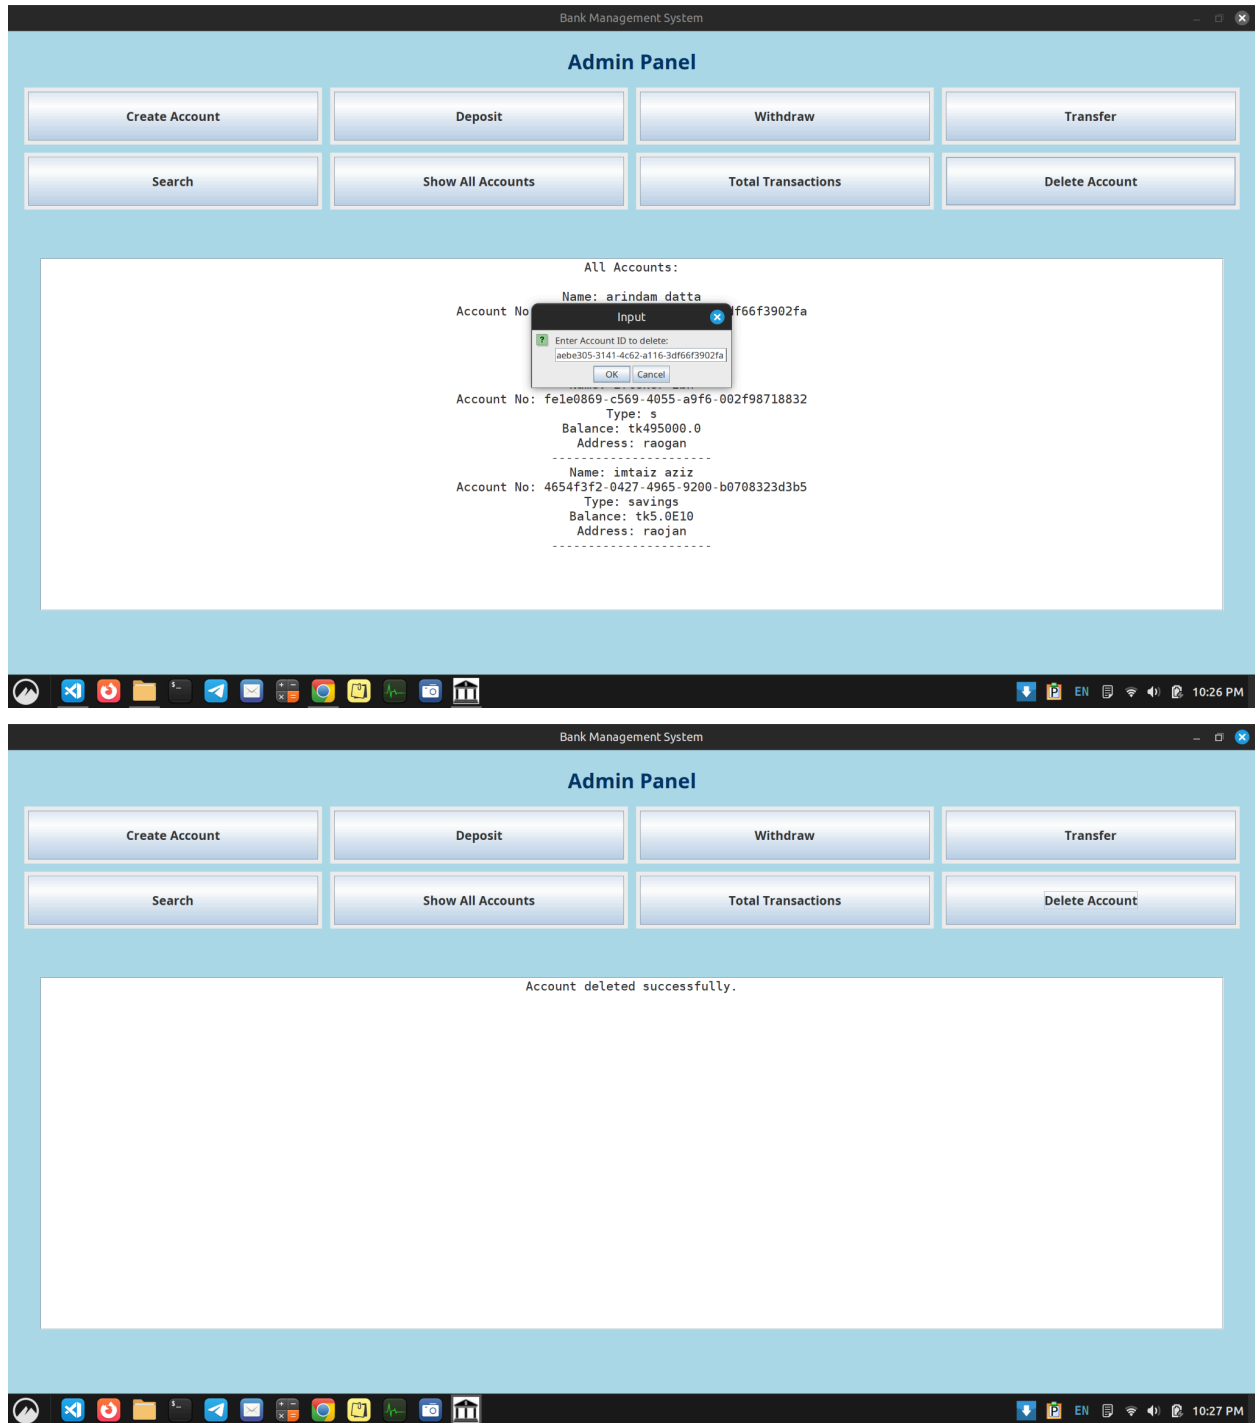 Bank Management System
Admin Panel
Create Account
Deposit
Withdraw
Transfer
Search
Show All Accounts
Total Transactions
Delete Account
All Accounts:
Name: arindam datta
Account No
Input
df66f3902fa
Enter Account ID to delete:
aebe305-3141-4c62-a116-3df66f3902fa
OK
Cancel
Account No: fe1e0869-c569-4055-a9f6-002f98718832
Type: s
Balance: tk495000.0
Address: raogan
----------------------
Name: imtaiz aziz
Account No: 4654f3f2-0427-4965-9200-b0708323d3b5
Type: savings
Balance: tk5.0E10
Address: raojan
----------------------
EN
10:26 PM
Bank Management System
Admin Panel
Create Account
Deposit
Withdraw
Transfer
Search
Show All Accounts
Total Transactions
Delete Account
Account deleted successfully.
EN
10:27 PM